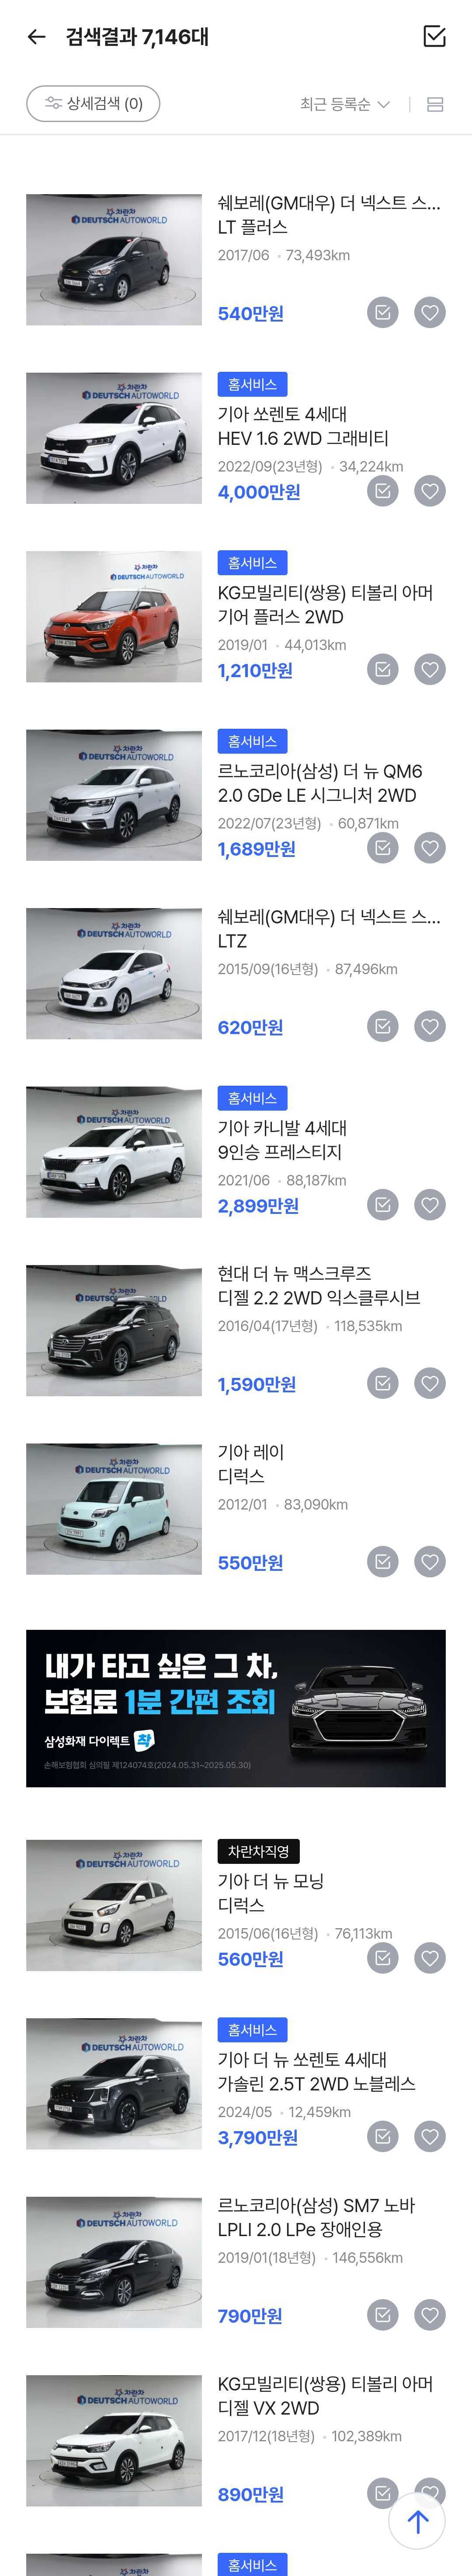 검색결과 7,146대
상세검색 (0)
최근 등록순
차란차
DEUTSCH AUTOWORLD
쉐보레(GM대우) 더 넥스트 스...
LT 플러스
2017/06 • 73,493km
540만원
차란차
DEUTSCH AUTOWORLD
홈서비스
기아 쏘렌토 4세대
HEV 1.6 2WD 그래비티
2022/09(23년형) • 34,224km
4,000만원
차란차
DEUTSCH AUTOWORLD
차란차
DEUTSCH AUTOWORLD
홈서비스
KG모빌리티(쌍용) 티볼리 아머
기어 플러스 2WD
2019/01 • 44,013km
1,210만원
차란차
DEUTSCH AUTOWORLD
홈서비스
르노코리아(삼성) 더 뉴 QM6
2.0 GDe LE 시그니처 2WD
2022/07(23년형) • 60,871km
1,689만원
차란차
DEUTSCH AUTOWORLD
쉐보레(GM대우) 더 넥스트 스...
LTZ
2015/09(16년형) • 87,496km
620만원
차란차
DEUTSCH AUTOWORLD
홈서비스
기아 카니발 4세대
9인승 프레스티지
2021/06 • 88,187km
2,899만원
차란차
DEUTSCH AUTOWORLD
현대 더 뉴 맥스크루즈
디젤 2.2 2WD 익스클루시브
2016/04(17년형) • 118,535km
1,590만원
차란차
DEUTSCH AUTOWORLD
기아 레이
디럭스
2012/01 • 83,090km
550만원
내가 타고 싶은 그 차,
보험료 1분 간편 조회
삼성화재 다이렉트 착
손해보험협회 심의필 제124074호(2024.05.31~2025.05.30)
차란차
DEUTSCH AUTOWORLD
차란차직영
기아 더 뉴 모닝
디럭스
2015/06(16년형) • 76,113km
560만원
차란차
DEUTSCH AUTOWORLD
홈서비스
기아 더 뉴 쏘렌토 4세대
가솔린 2.5T 2WD 노블레스
2024/05 • 12,459km
3,790만원
차란차
DEUTSCH AUTOWORLD
르노코리아(삼성) SM7 노바
LPLI 2.0 LPe 장애인용
2019/01(18년형) • 146,556km
790만원
차란차
DEUTSCH AUTOWORLD
KG모빌리티(쌍용) 티볼리 아머
디젤 VX 2WD
2017/12(18년형) • 102,389km
890만원
홈서비스